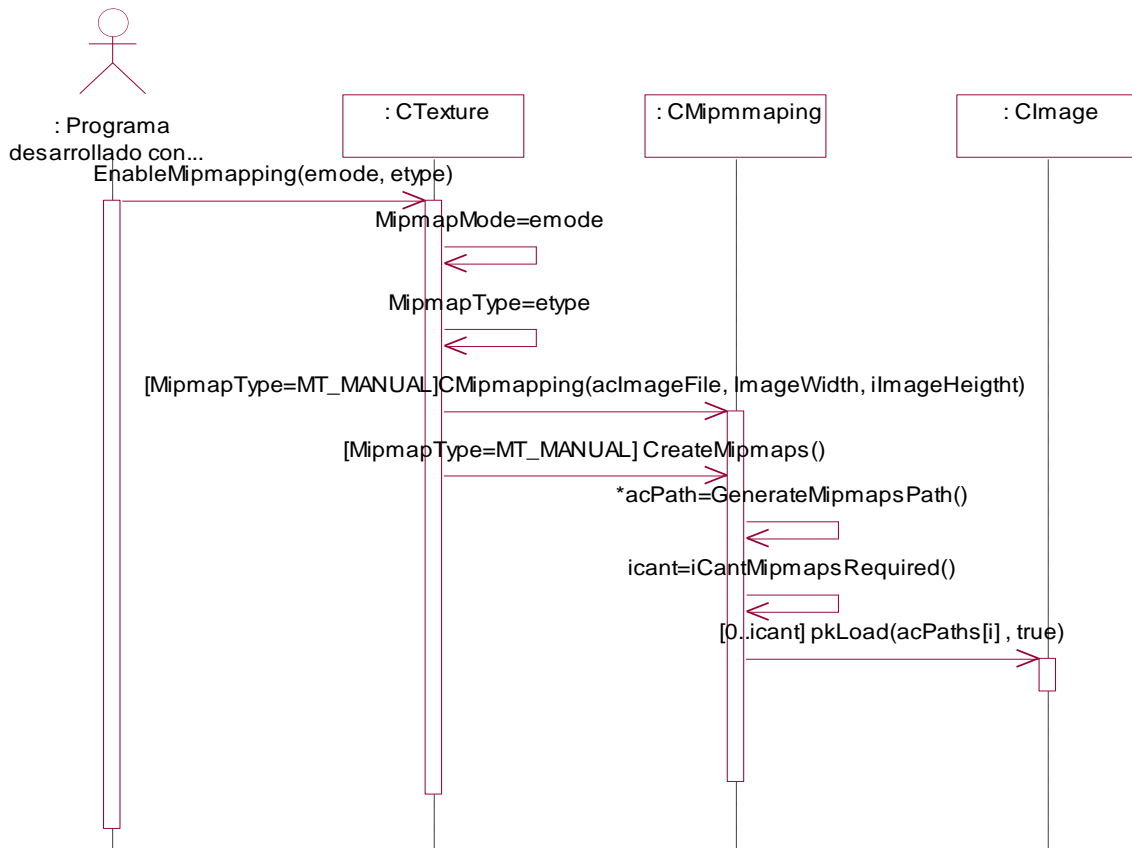 : Programa
desarrollado con...
: CTexture
: CMipmmaping
: CImage
EnableMipmapping(emode, etype)
MipmapMode=emode
MipmapType=etype
[MipmapType=MT_MANUAL]CMipmapping(acImageFile, ImageWidth, iImageHeigtht)
[MipmapType=MT_MANUAL] CreateMipmaps()
*acPath=GenerateMipmapsPath()
icant=iCantMipmapsRequired()
[0..icant] pkLoad(acPaths[i] , true)